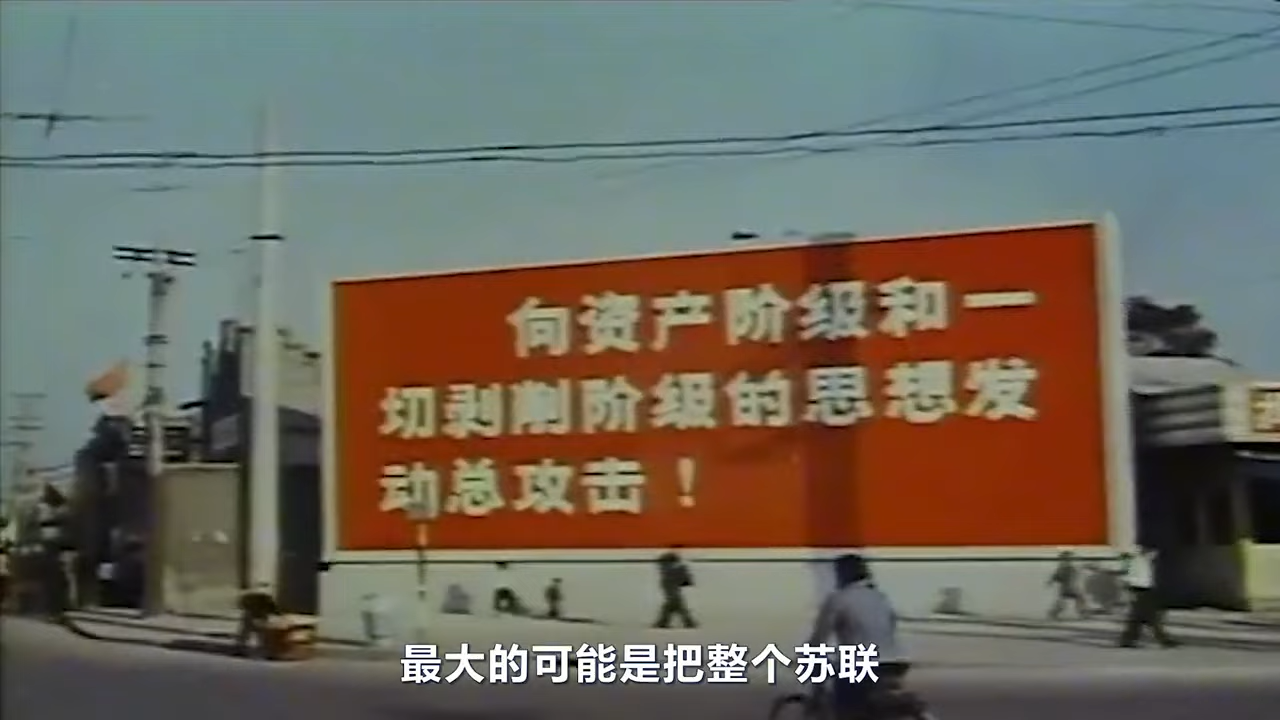 向资产阶级和一
切剥削阶级的思想发
动总攻击！
最大的可能是把整个苏联